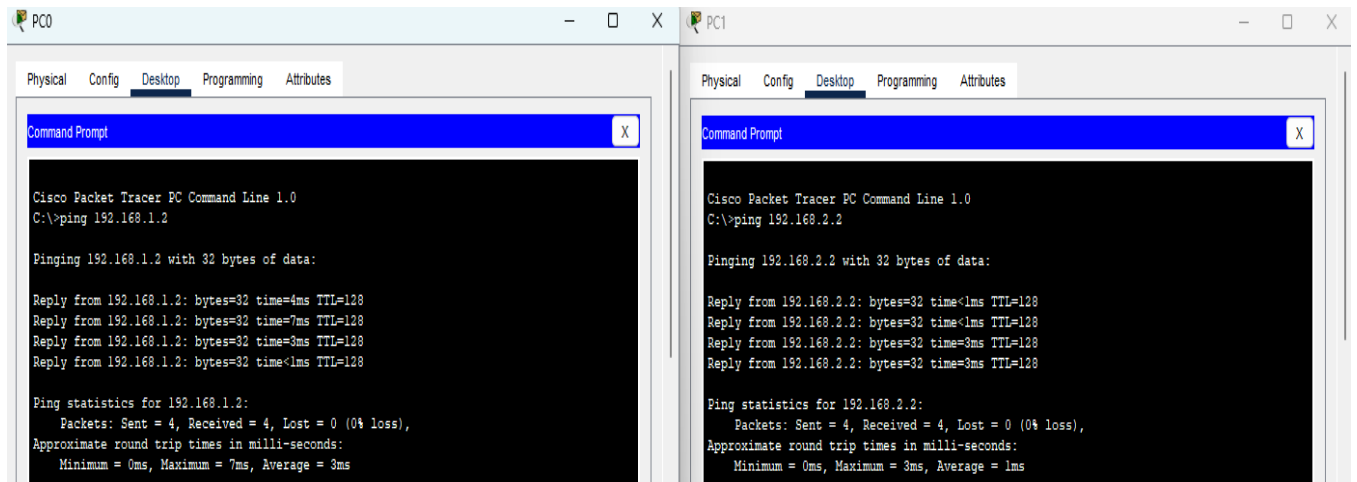 PC0
Physical Config Desktop Programming Attributes
Command Prompt
X
Cisco Packet Tracer PC Command Line 1.0
C:\>ping 192.168.1.2
Pinging 192.168.1.2 with 32 bytes of data:
Reply from 192.168.1.2: bytes=32 time=4ms TTL=128
Reply from 192.168.1.2: bytes=32 time=7ms TTL=128
Reply from 192.168.1.2: bytes=32 time=3ms TTL=128
Reply from 192.168.1.2: bytes=32 time<1ms TTL=128
Ping statistics for 192.168.1.2:
Packets: Sent = 4, Received = 4, Lost = 0 (0% loss),
Approximate round trip times in milli-seconds:
Minimum = 0ms, Maximum = 7ms, Average = 3ms
PC1
Physical Config Desktop Programming Attributes
Command Prompt
X
Cisco Packet Tracer PC Command Line 1.0
C:\>ping 192.168.2.2
Pinging 192.168.2.2 with 32 bytes of data:
Reply from 192.168.2.2: bytes=32 time<1ms TTL=128
Reply from 192.168.2.2: bytes=32 time<1ms TTL=128
Reply from 192.168.2.2: bytes=32 time=3ms TTL=128
Reply from 192.168.2.2: bytes=32 time=3ms TTL=128
Ping statistics for 192.168.2.2:
Packets: Sent = 4, Received = 4, Lost = 0 (0% loss),
Approximate round trip times in milli-seconds:
Minimum = 0ms, Maximum = 3ms, Average = 1ms